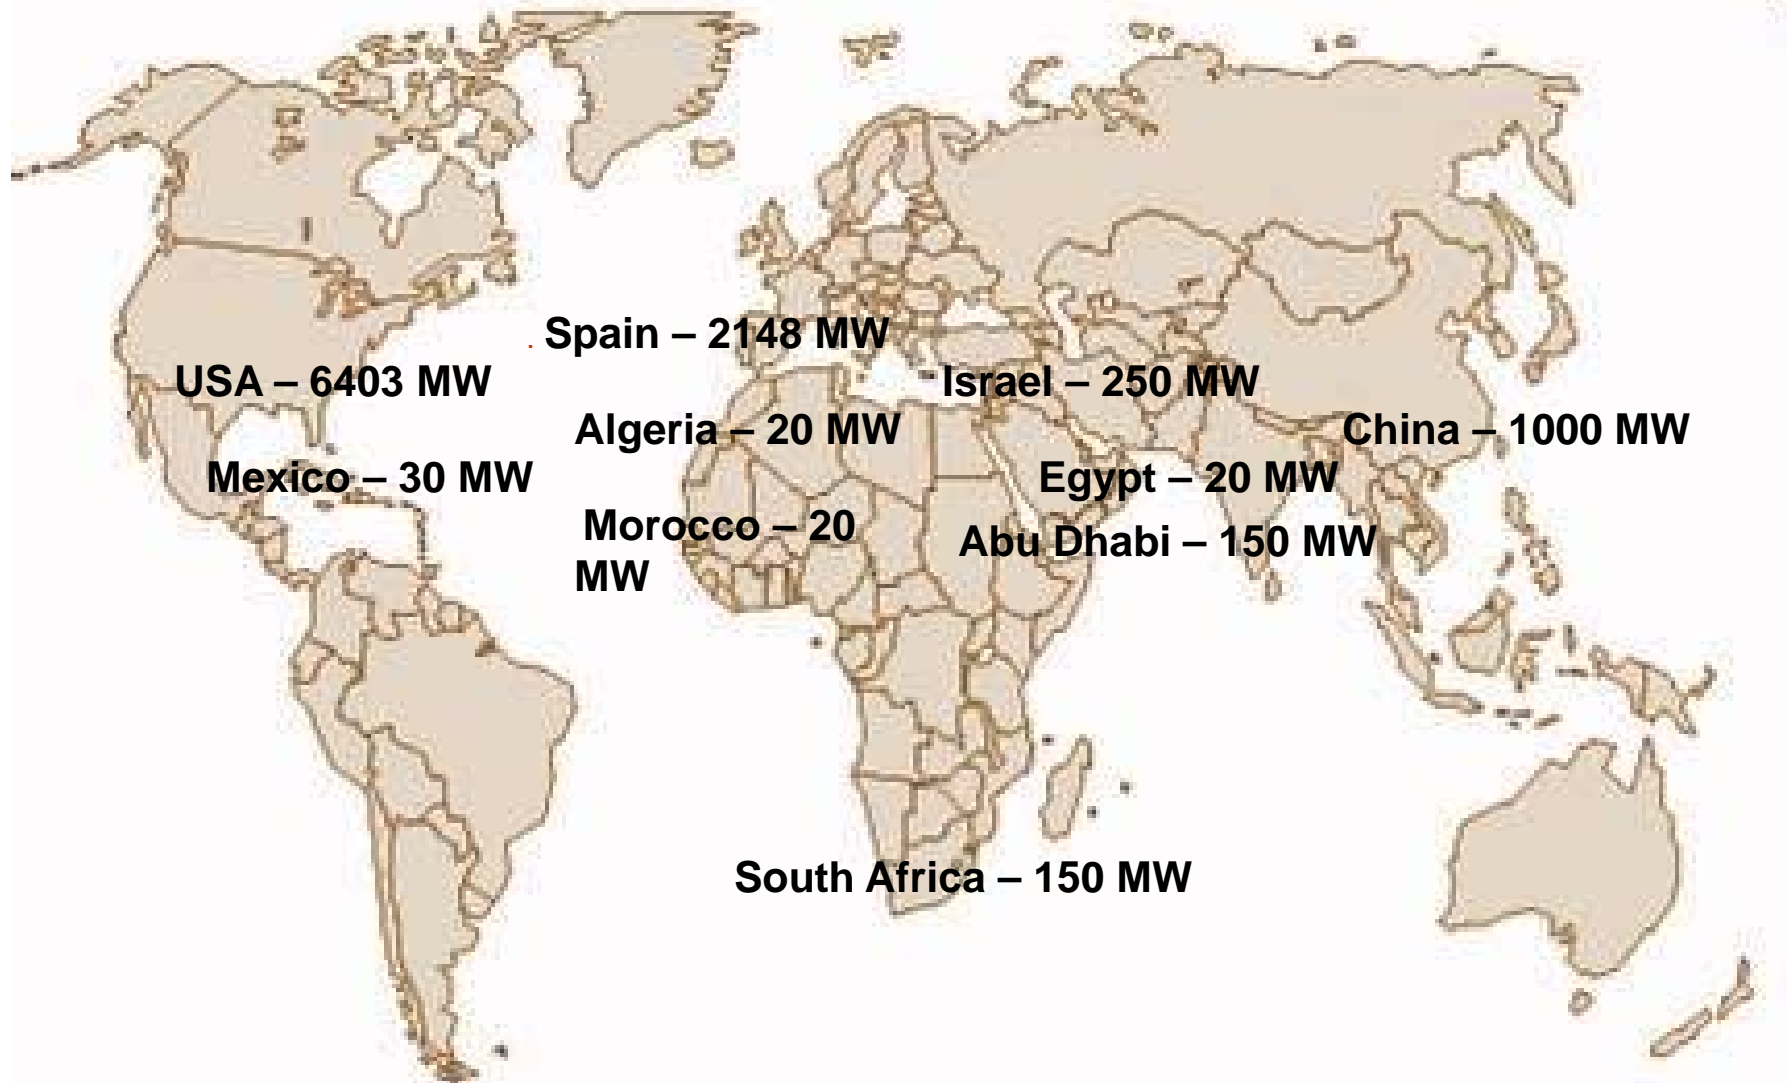 . Spain – 2148 MW
USA – 6403 MW
Israel – 250 MW
Algeria – 20 MW
China – 1000 MW
Mexico – 30 MW
Egypt – 20 MW
Morocco – 20
MW
Abu Dhabi – 150 MW
South Africa – 150 MW